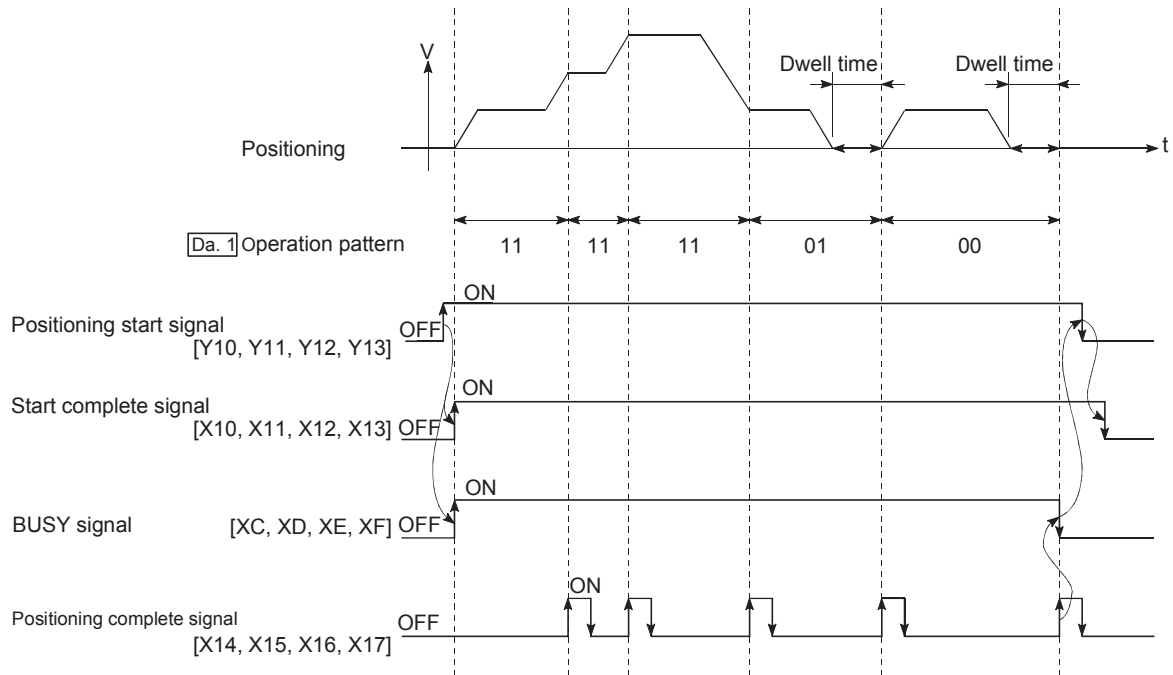 V
Dwell time Dwell time
Positioning t
Da. 1 Operation pattern 11 11 11 01 00
ON
Positioning start signal OFF
[Y10, Y11, Y12, Y13]
ON
Start complete signal
[X10, X11, X12, X13] OFF
ON
BUSY signal [XC, XD, XE, XF] OFF
ON
Positioning complete signal OFF
[X14, X15, X16, X17]